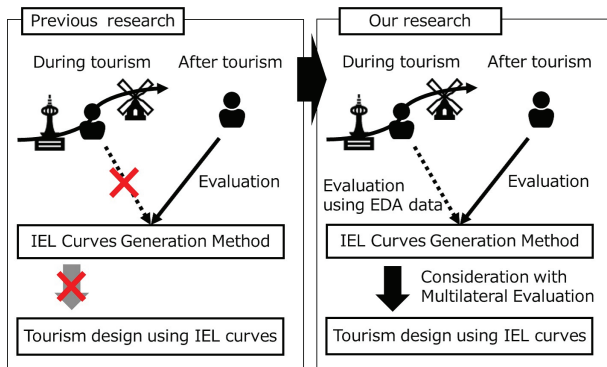 Previous research
During tourism
After tourism
Evaluation
IEL Curves Generation Method
Tourism design using IEL curves
Our research
During tourism
After tourism
Evaluation
using EDA data
Evaluation
IEL Curves Generation Method
Consideration with
Multilateral Evaluation
Tourism design using IEL curves